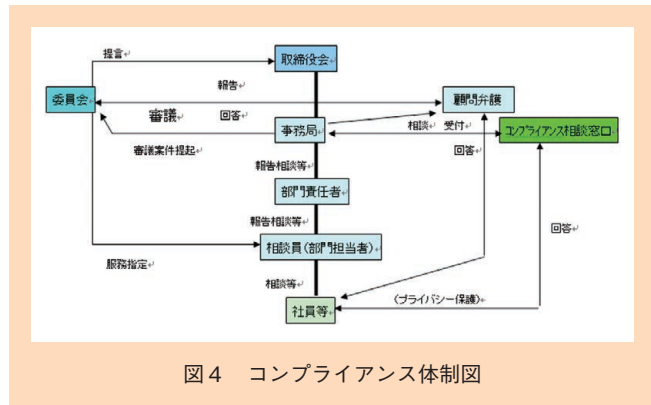 提言
取締役会
報告
委員会
顧問弁護
審議
回答
事務局
相談
受付
コンプライアンス相談窓口
審議案件提起
回答
報告相談等
部門責任者
報告相談等
回答
相談員(部門担当者)
服務指定
相談等
(プライバシー保護)
社員等
図4 コンプライアンス体制図